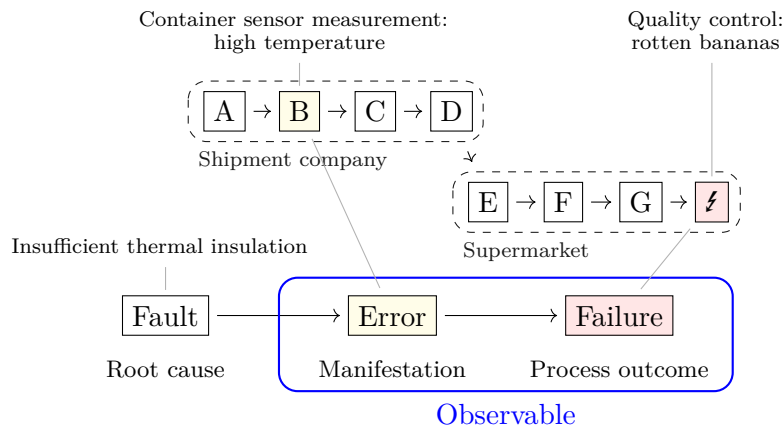 Container sensor measurement:
high temperature
Quality control:
rotten bananas
A
B
C
D
Shipment company
E
F
G
Supermarket
Insufficient thermal insulation
Fault
Error
Failure
Root cause
Manifestation
Process outcome
Observable